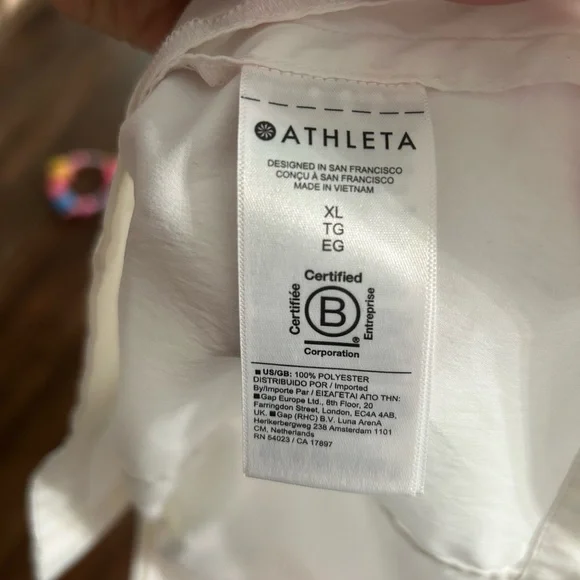 ATHLETA
DESIGNED IN SAN FRANCISCO
CONÇU À SAN FRANCISCO
MADE IN VIETNAM
XL
TG
EG
Certified
Certifiée
B
Entreprise
®
Corporation
US/GB: 100% POLYESTER
DISTRIBUIDO POR / Imported
By/Importe Par / ΕΙΣΑΓΕΤΑΙ ΑΠΟ ΤΗΝ:
Gap Europe Ltd., 8th Floor, 20
Farringdon Street, London, EC4A 4AB,
UK. Gap (RHC) B.V. Luna ArenA
Herikerbergweg 238 Amsterdam 1101
CM, Netherlands
RN 54023 / CA 17897